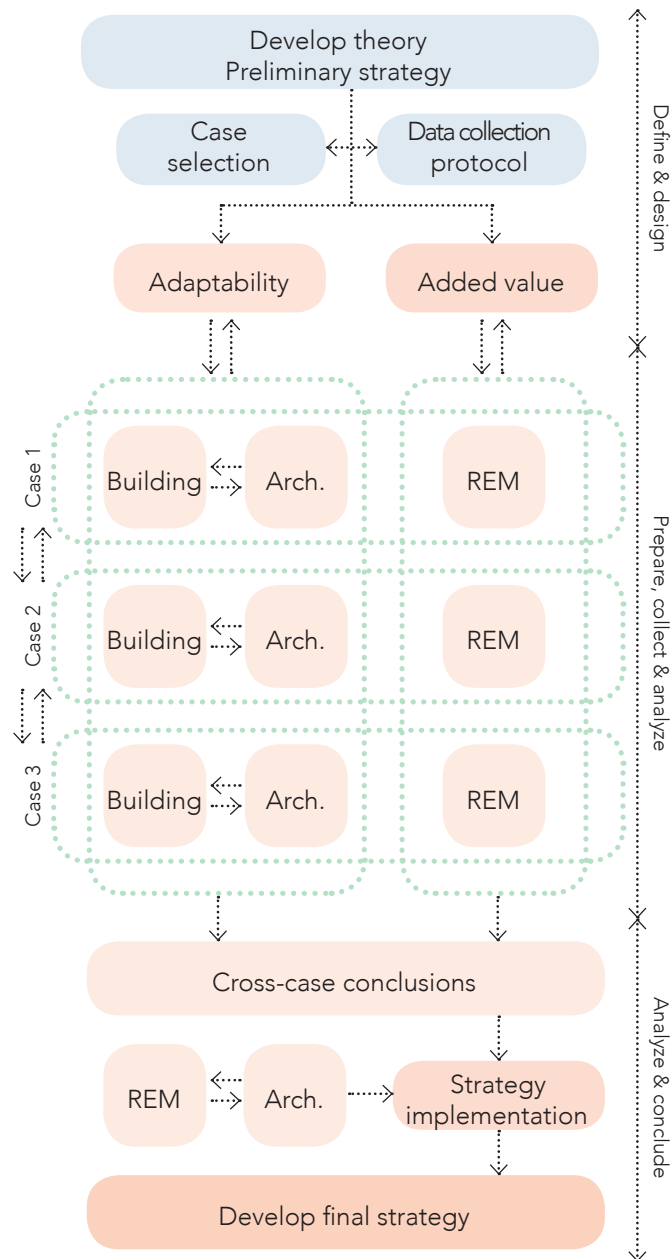 Develop theory
Preliminary strategy
Case
selection
Data collection
protocol
Define & design
Adaptability
Added value
Case 1
Building
Arch.
REM
Prepare, collect & analyze
Case 2
Building
Arch.
REM
Case 3
Building
Arch.
REM
Cross-case conclusions
Analyze & conclude
REM
Arch.
Strategy
implementation
Develop final strategy